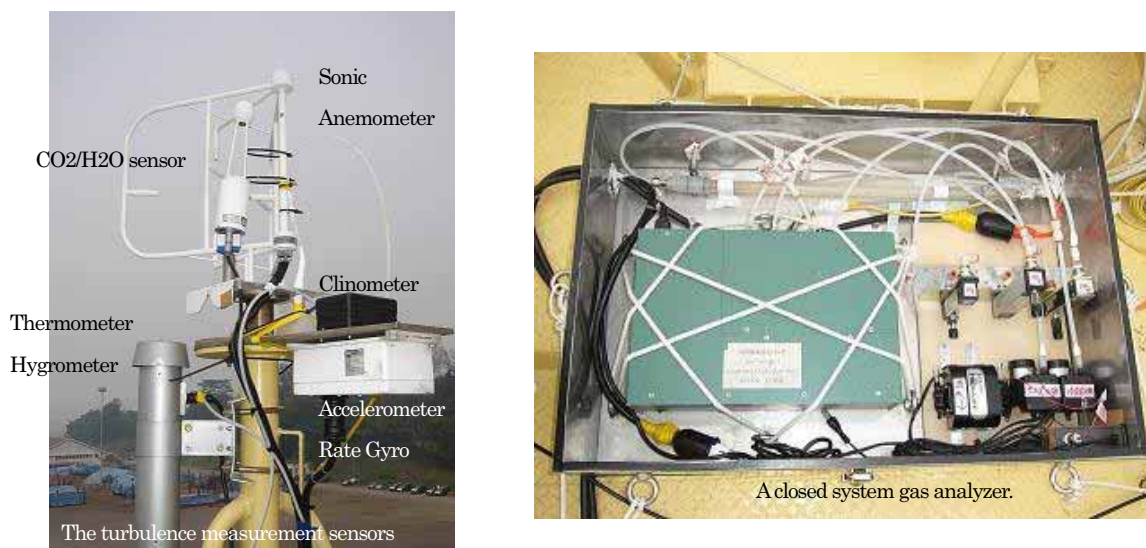 Sonic
Anemometer
CO2/H2O sensor
Clinometer
Thermometer
Hygrometer
Accelerometer
Rate Gyro
The turbulence measurement sensors
A closed system gas analyzer.